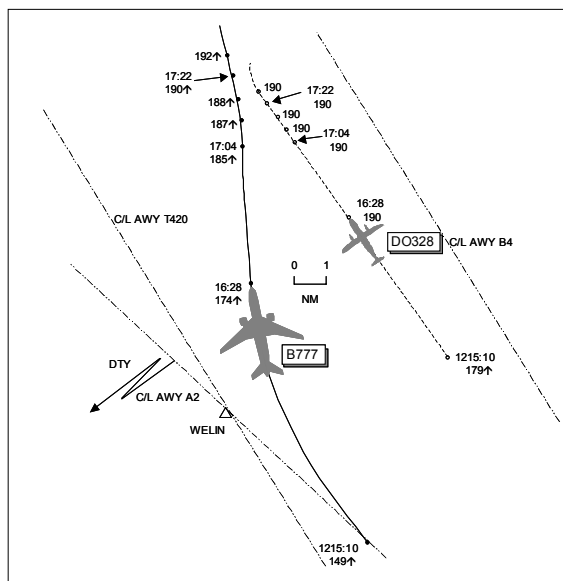 192↑
17:22
190↑
188↑
187↑
17:04
185↑
190
17:22
190
190
190
17:04
190
C/L AWY T420
16:28
190
DO328
C/L AWY B4
0 1
NM
16:28
174↑
B777
DTY
C/L AWY A2
WELIN
1215:10
179↑
1215:10
149↑